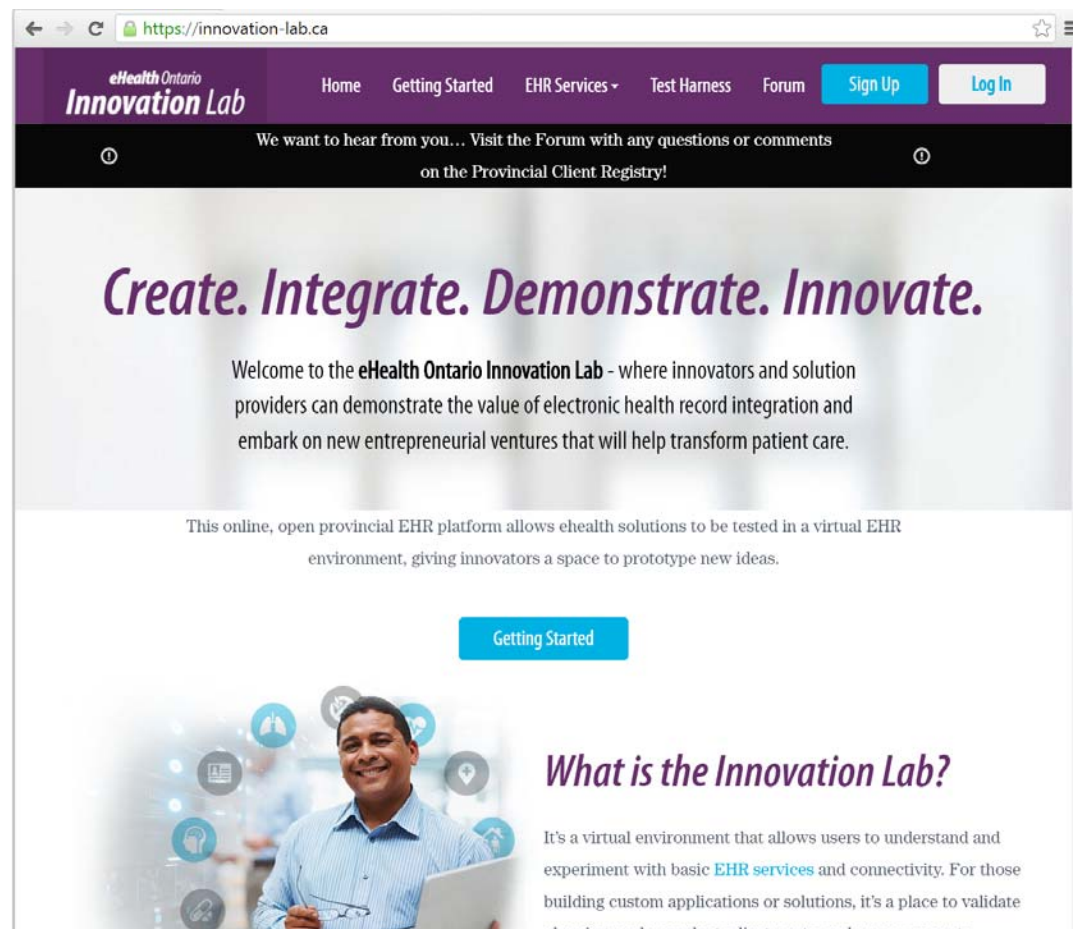 https://innovation-lab.ca
eHealth Ontario
Innovation Lab
Home Getting Started EHR Services Test Harness Forum Sign Up Log In
We want to hear from you... Visit the Forum with any questions or comments
on the Provincial Client Registry!
Create. Integrate. Demonstrate. Innovate.
Welcome to the eHealth Ontario Innovation Lab - where innovators and solution
providers can demonstrate the value of electronic health record integration and
embark on new entrepreneurial ventures that will help transform patient care.
This online, open provincial EHR platform allows ehealth solutions to be tested in a virtual EHR
environment, giving innovators a space to prototype new ideas.
Getting Started
What is the Innovation Lab?
It's a virtual environment that allows users to understand and
experiment with basic EHR services and connectivity. For those
building custom applications or solutions, it's a place to validate